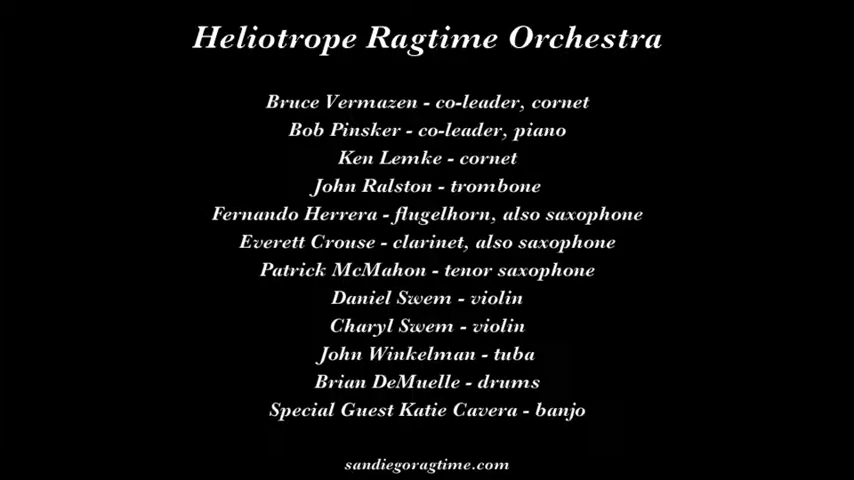 Heliotrope Ragtime Orchestra
Bruce Vermazen - co-leader, cornet
Bob Pinsker - co-leader, piano
Ken Lemke - cornet
John Ralston - trombone
Fernando Herrera - flugelhorn, also saxophone
Everett Crouse - clarinet, also saxophone
Patrick McMahon - tenor saxophone
Daniel Swem - violin
Charyl Swem - violin
John Winkelman - tuba
Brian DeMuelle - drums
Special Guest Katie Cavera - banjo
sandiegoragtime.com